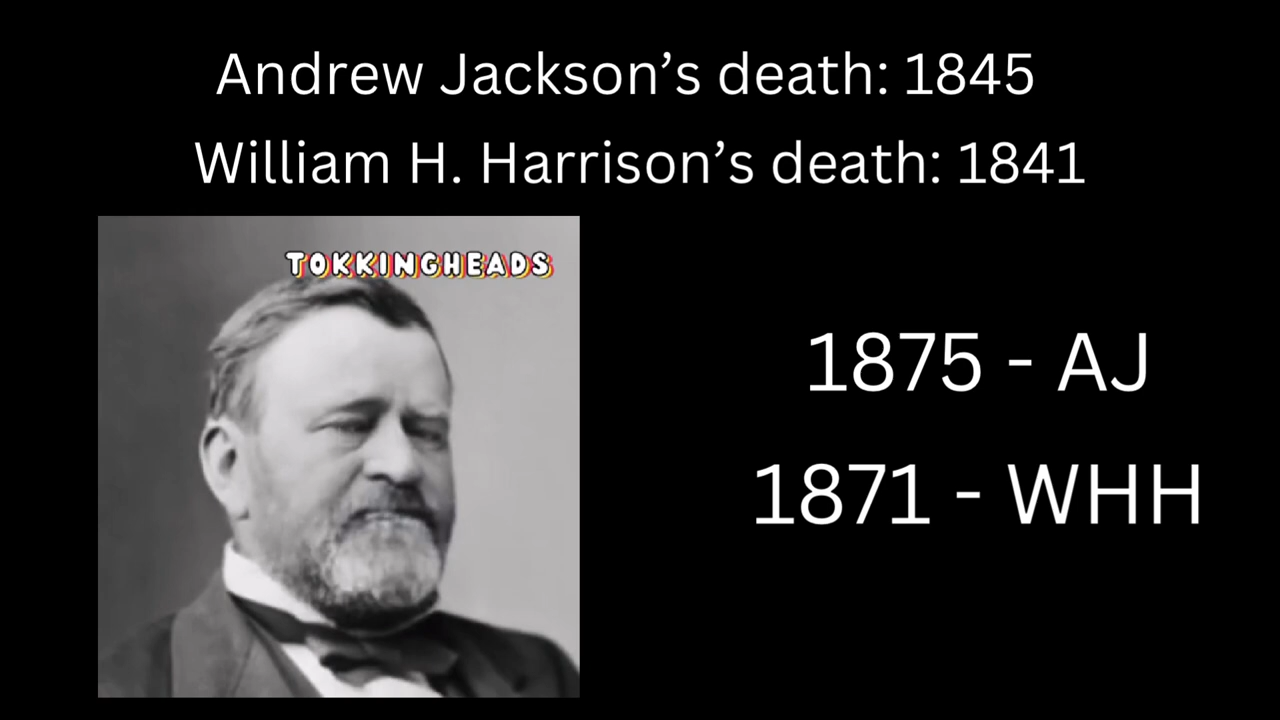 Andrew Jackson’s death: 1845
William H. Harrison’s death: 1841
TOKKINGHEADS
1875 - AJ
1871 - WHH